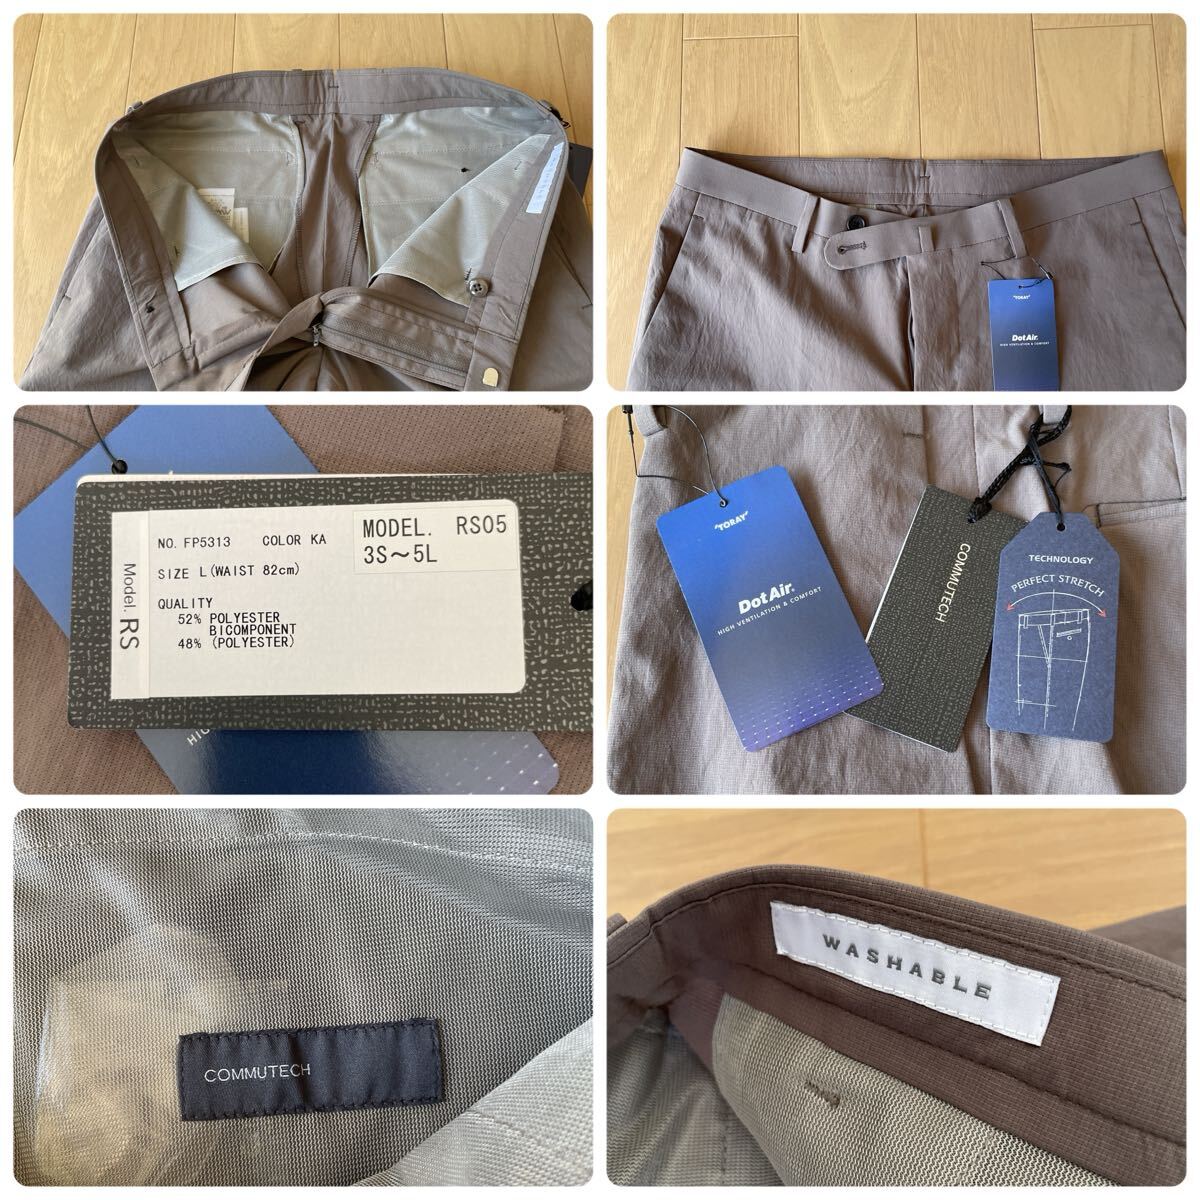 "TORAY"
DotAir®
HIGH VENTILATION & COMFORT
Model. RS
NO. FP5313 COLOR KA
SIZE L(WAIST 82cm)
QUALITY
52% POLYESTER
BICOMPONENT
48% (POLYESTER)
MODEL. RS05
3S～5L
"TORAY"
DotAir®
HIGH VENTILATION & COMFORT
COMMUTECH
TECHNOLOGY
PERFECT STRETCH
COMMUTECH
WASHABLE